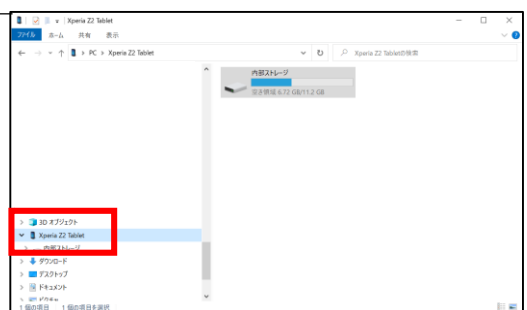 Xperia Z2 Tablet
ファイル ホーム 共有 表示
PC > Xperia Z2 Tablet
Xperia Z2 Tabletの検索
内部ストレージ
空き領域 6.72 GB/11.2 GB
3D オブジェクト
Xperia Z2 Tablet
内部ストレージ
ダウンロード
デスクトップ
ドキュメント
ピクチャ
1 個の項目 1 個の項目を選択